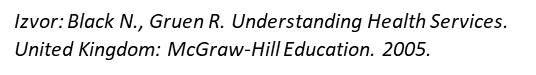 Izvor: Black N., Gruen R. Understanding Health Services.
United Kingdom: McGraw-Hill Education. 2005.